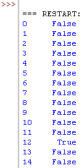 >>>
=== RESTART:
0 False
1 False
2 False
3 False
4 False
5 False
6 False
7 False
8 False
9 False
10 False
11 False
12 True
13 False
14 False